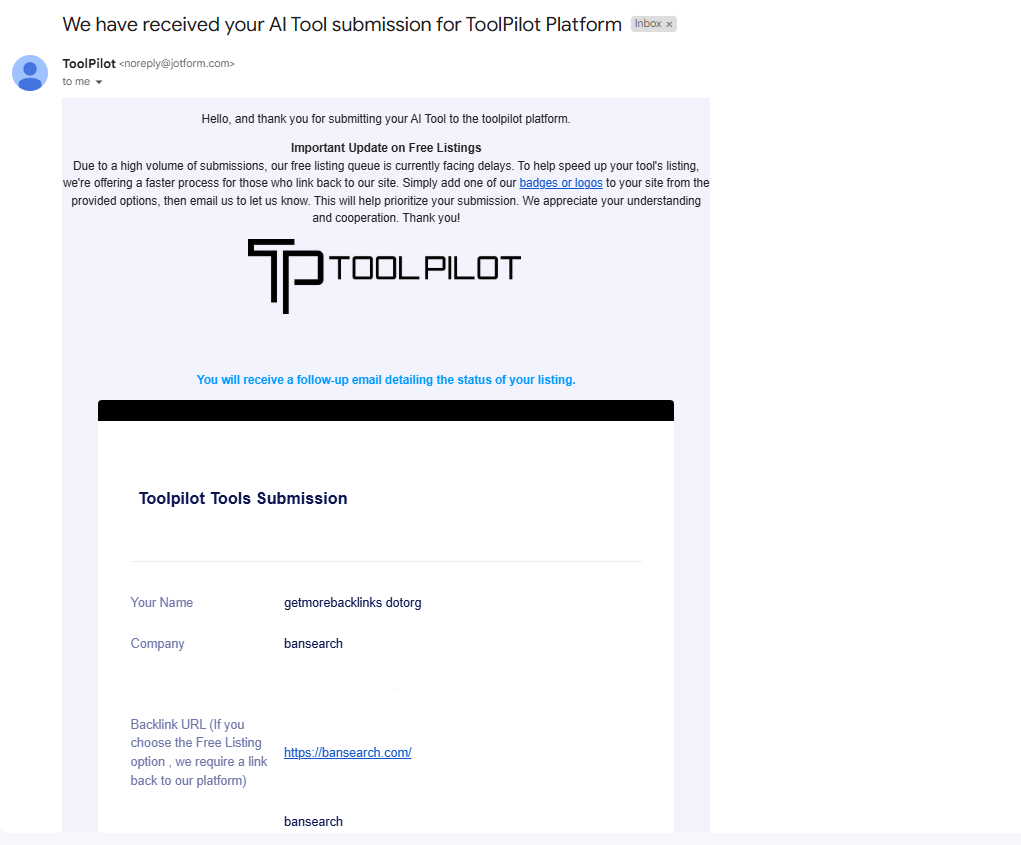 We have received your AI Tool submission for ToolPilot Platform Inbox ×
ToolPilot <noreply@jotform.com>
to me
Hello, and thank you for submitting your AI Tool to the toolpilot platform.
Important Update on Free Listings
Due to a high volume of submissions, our free listing queue is currently facing delays. To help speed up your tool's listing,
we're offering a faster process for those who link back to our site. Simply add one of our badges or logos to your site from the
provided options, then email us to let us know. This will help prioritize your submission. We appreciate your understanding
and cooperation. Thank you!
TP TOOLPILOT
You will receive a follow-up email detailing the status of your listing.
Toolpilot Tools Submission
Your Name getmorebacklinks dotorg
Company bansearch
Backlink URL (If you
choose the Free Listing
option , we require a link
back to our platform)
https://bansearch.com/
bansearch